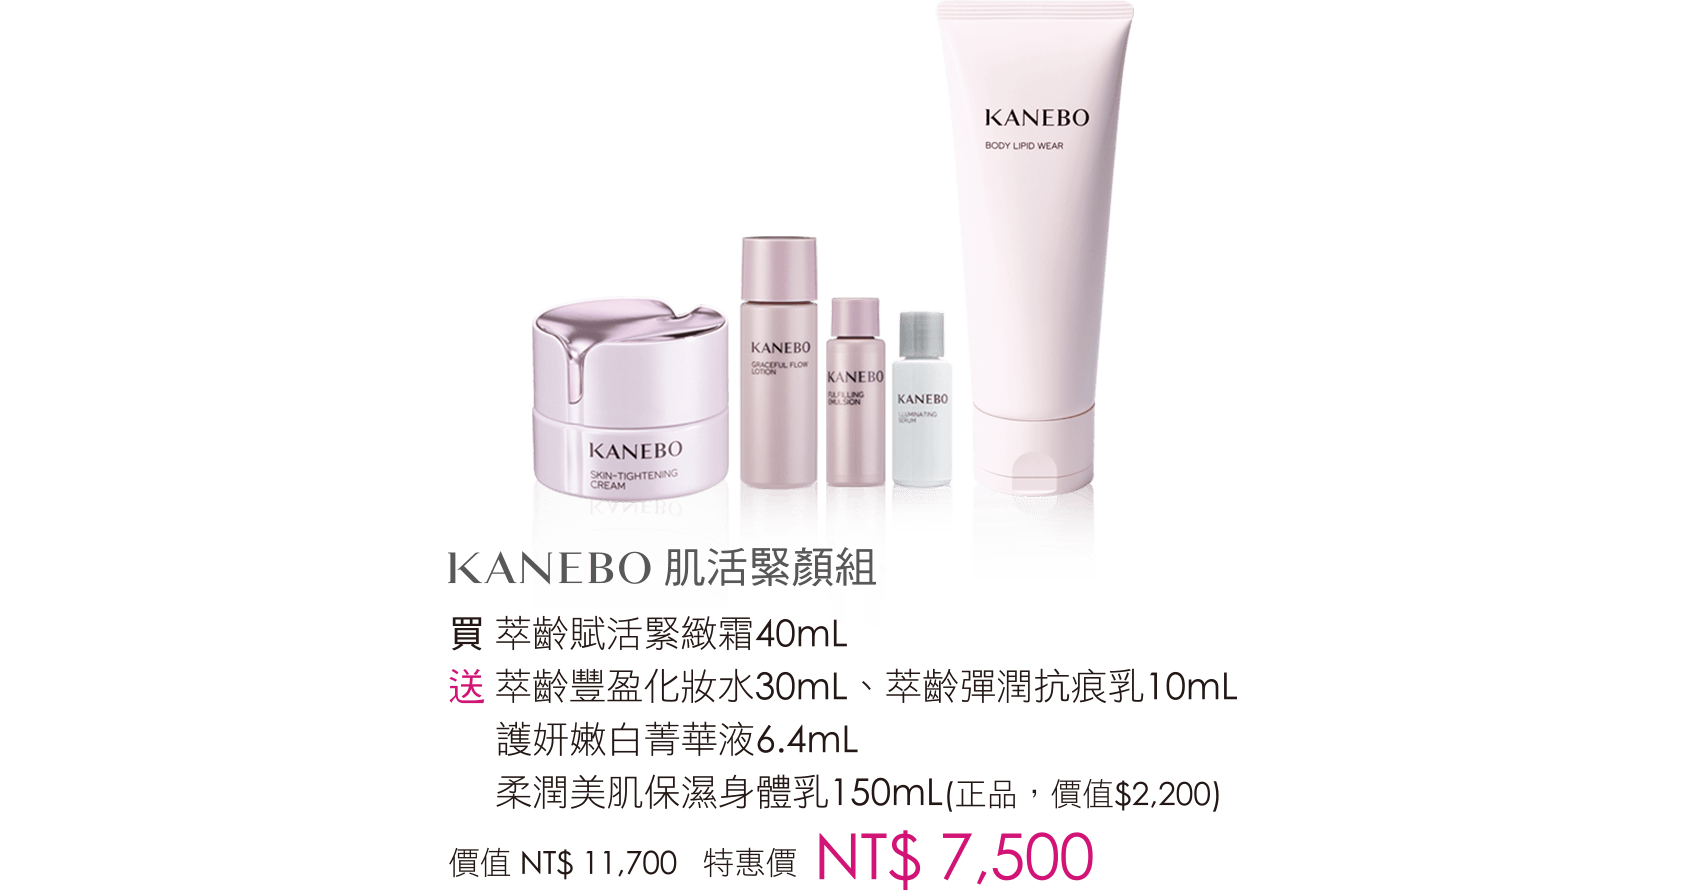 KANEBO
BODY LIPID WEAR
KANEBO
GRACEFUL FLOW
LOTION
KANEBO
FULFILLING
EMULSION
KANEBO
ILLUMINATING
SERUM
KANEBO
SKIN-TIGHTENING
CREAM
KANEBO 肌活緊顏組
買 萃齡賦活緊緻霜40mL
送 萃齡豐盈化妝水30mL、萃齡彈潤抗痕乳10mL
護妍嫩白菁華液6.4mL
柔潤美肌保濕身體乳150mL(正品，價值$2,200)
價值 NT$ 11,700 特惠價 NT$ 7,500